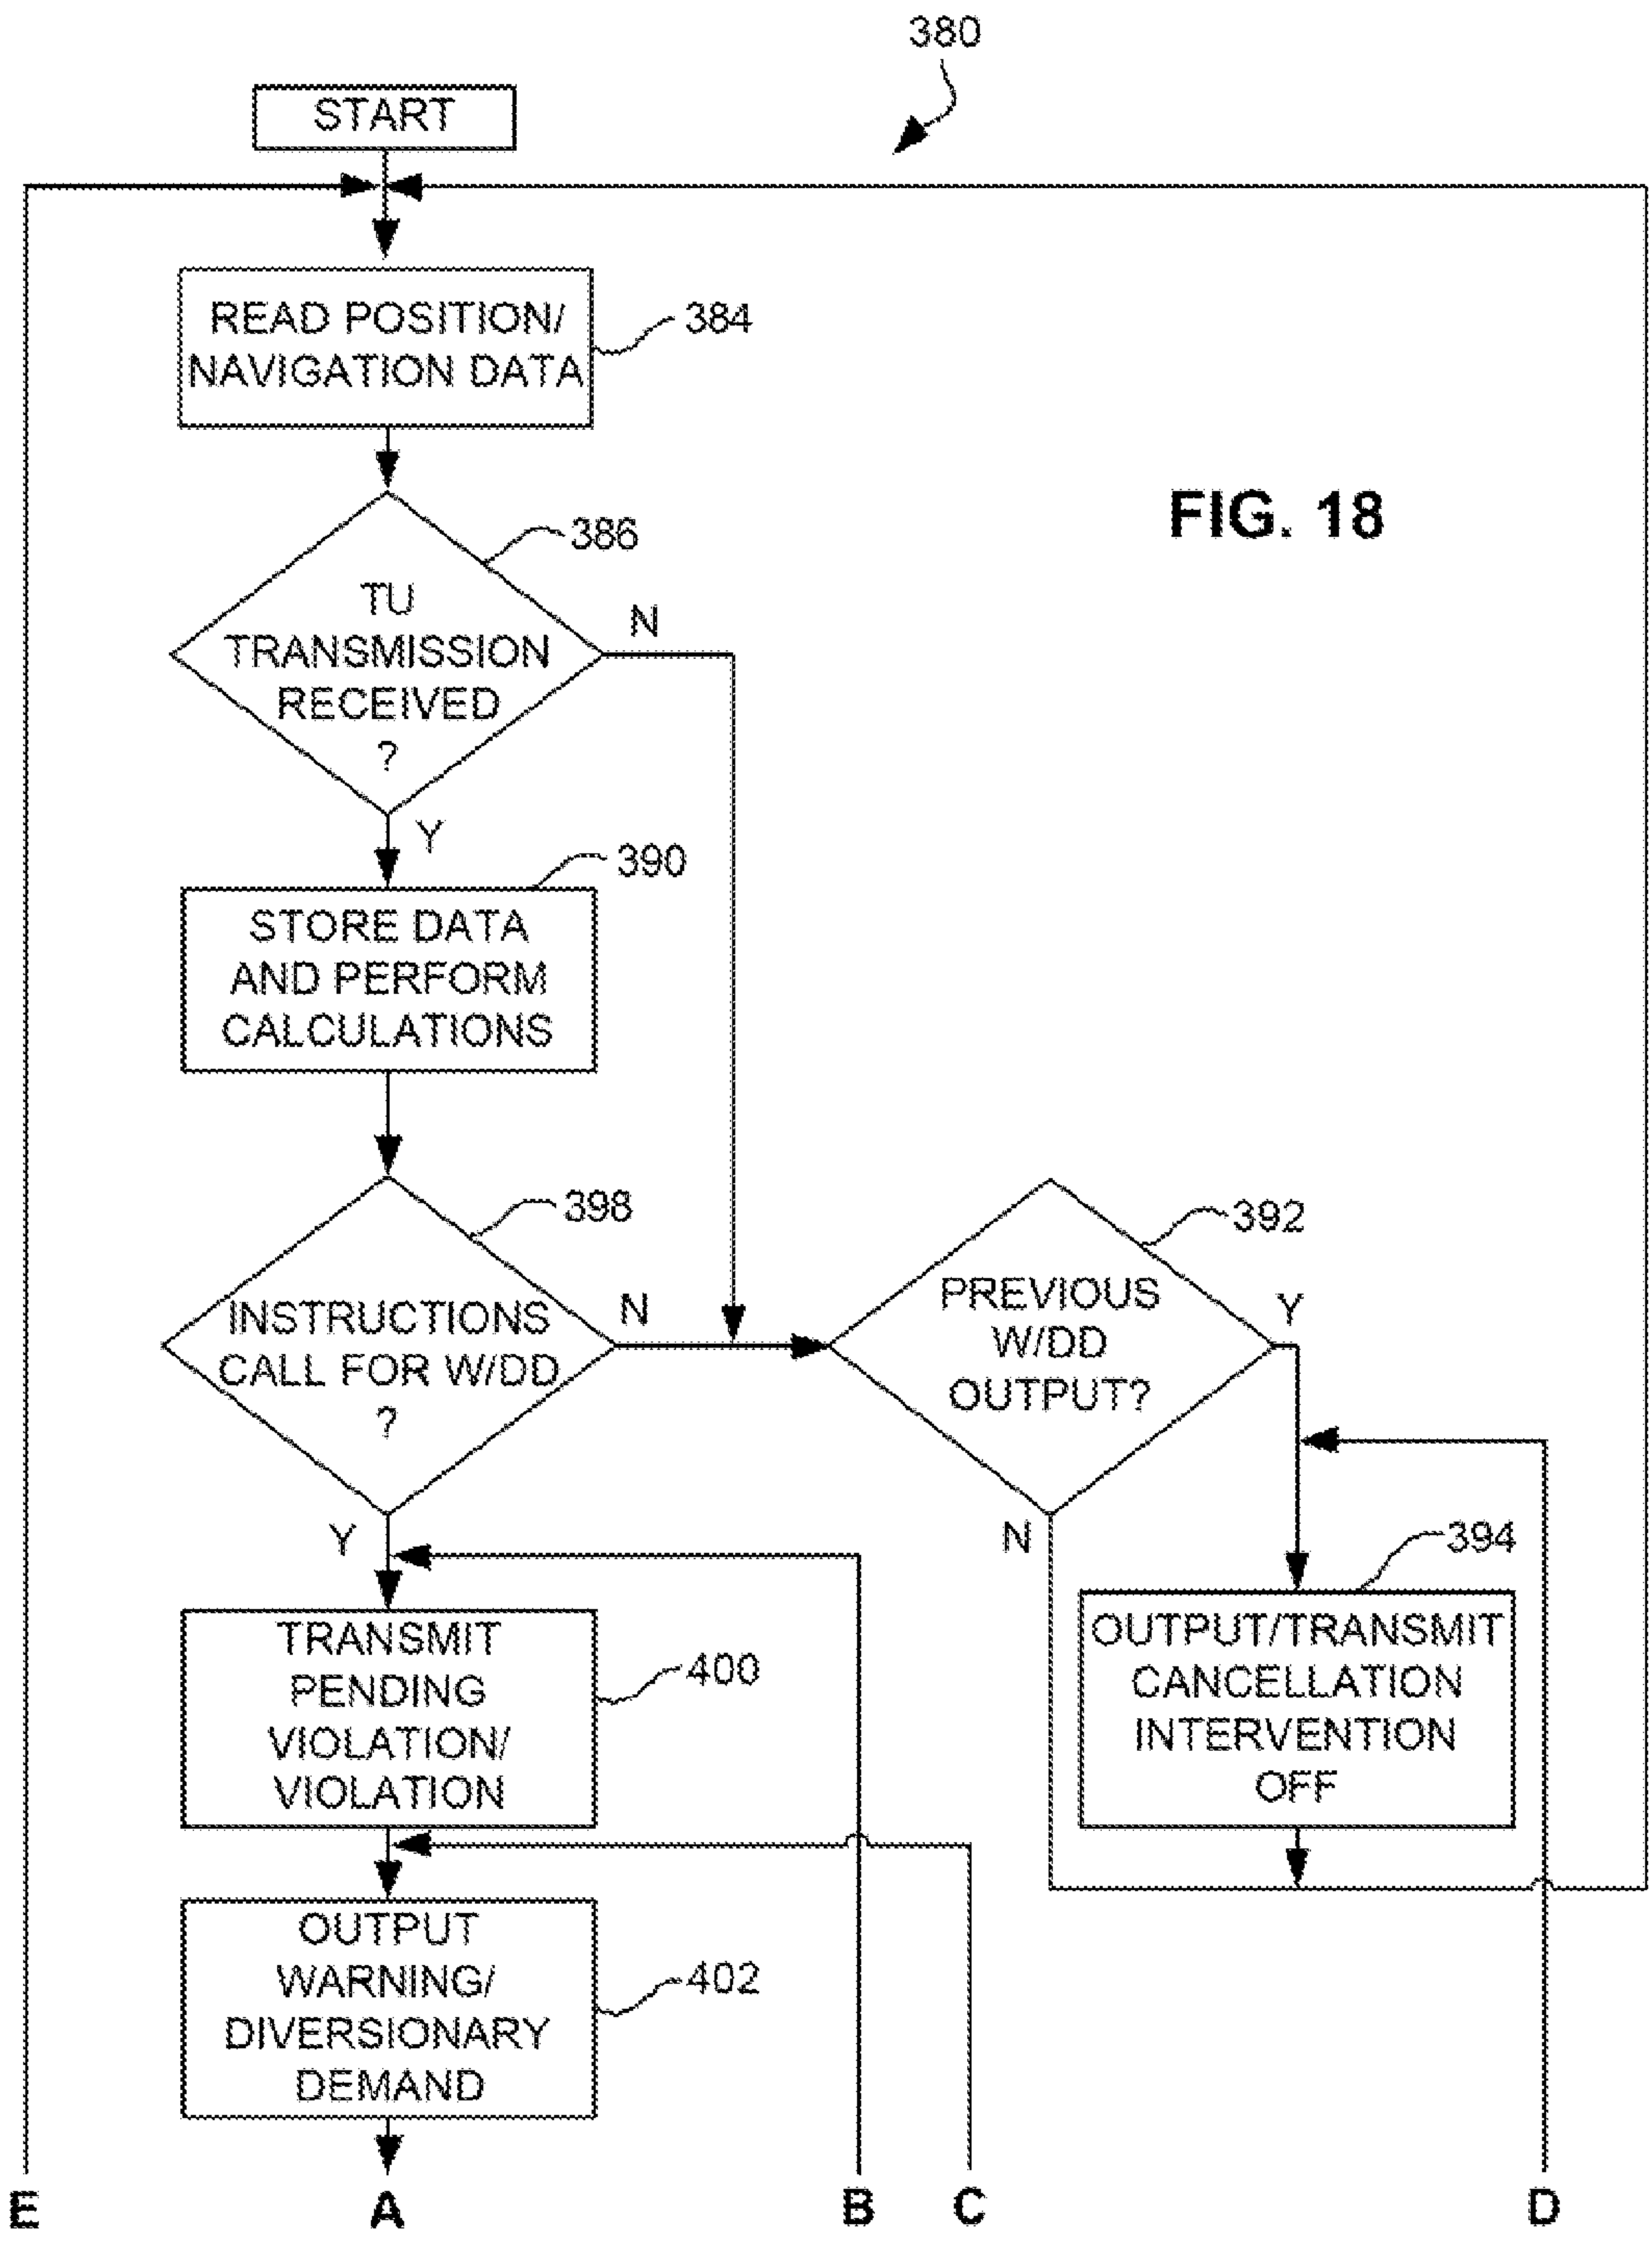 380
START
READ POSITION/
NAVIGATION DATA
384
FIG. 18
386
TU
TRANSMISSION
RECEIVED
?
N
Y
390
STORE DATA
AND PERFORM
CALCULATIONS
398
INSTRUCTIONS
CALL FOR W/DD
?
N
Y
392
PREVIOUS
W/DD
OUTPUT?
Y
N
394
OUTPUT/TRANSMIT
CANCELLATION
INTERVENTION
OFF
TRANSMIT
PENDING
VIOLATION/
VIOLATION
400
OUTPUT
WARNING/
DIVERSIONARY
DEMAND
402
E
A
B
C
D